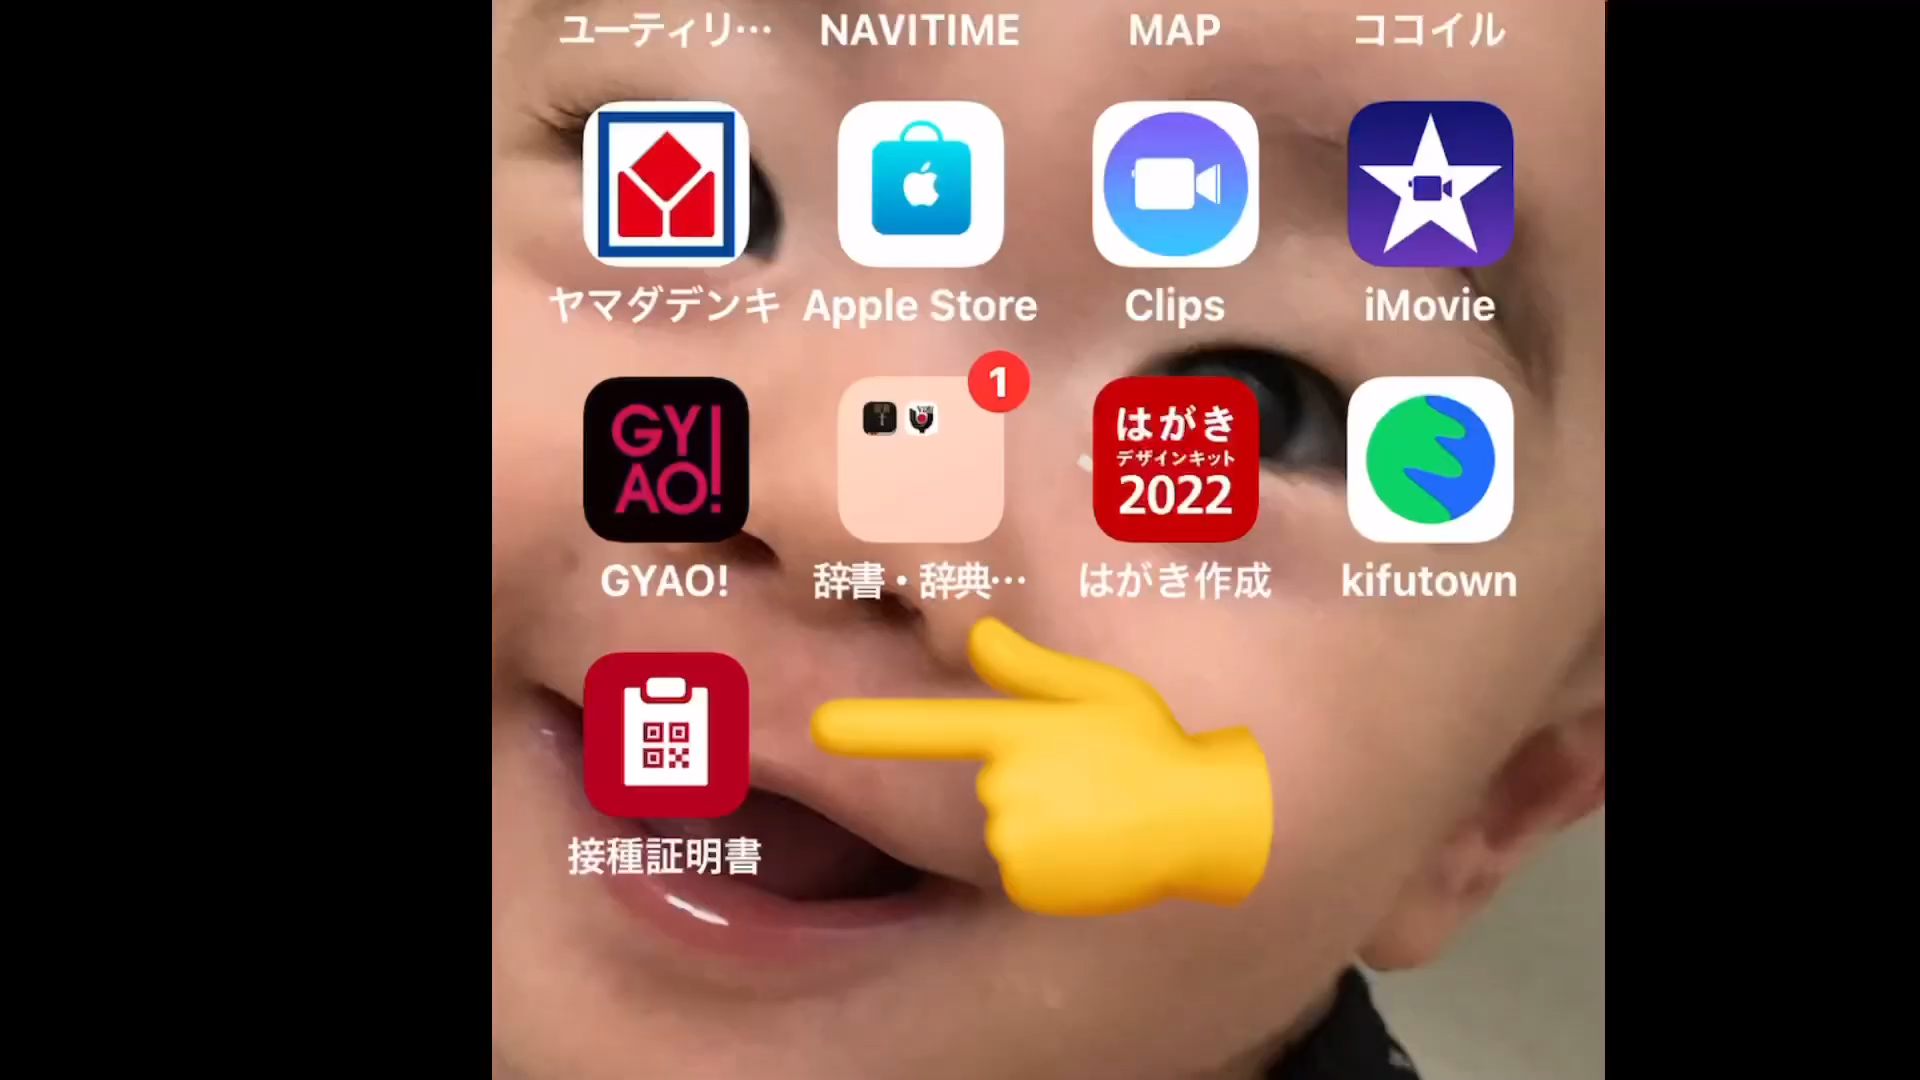 ユーティリ… NAVITIME MAP ココイル
ヤマダデンキ Apple Store Clips iMovie
1
GY
AO!
はがき
デザインキット
2022
GYAO! 辞書・辞典… はがき作成 kifutown
接種証明書